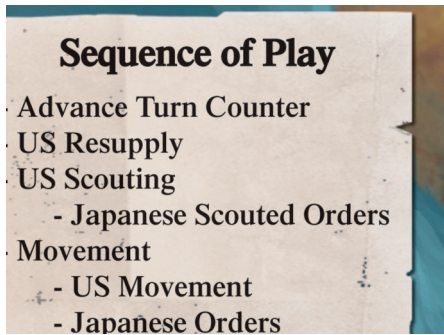 Sequence of Play
- Advance Turn Counter
- US Resupply
- US Scouting
- Japanese Scouted Orders
- Movement
- US Movement
- Japanese Orders